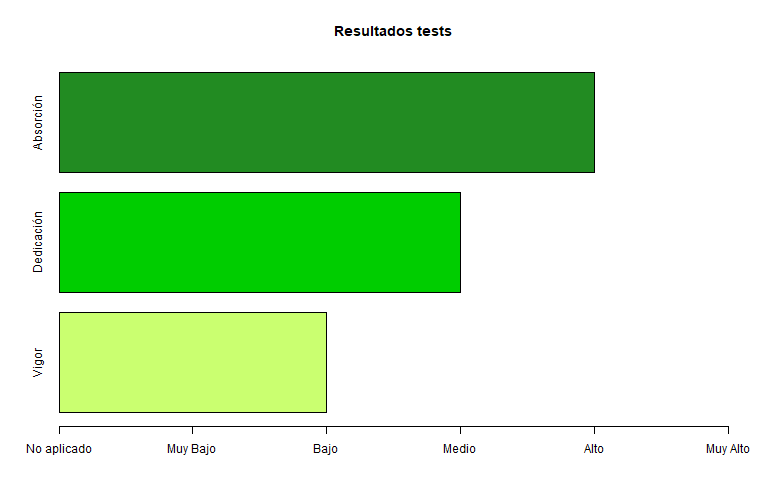 Resultados tests
Absorción
Dedicación
Vigor
No aplicado Muy Bajo Bajo Medio Alto Muy Alto